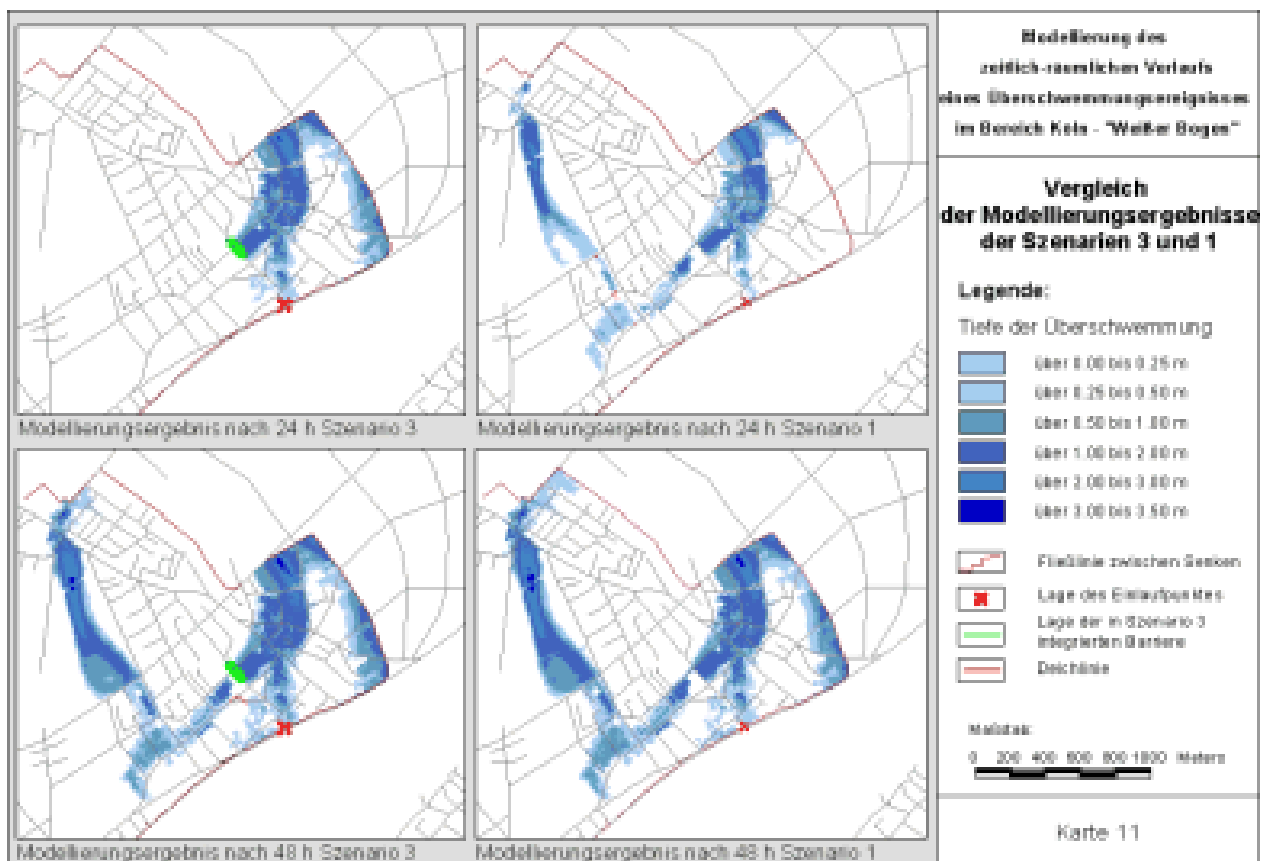 Modellierungsergebnis nach 24 h Szenario 3
Modellierungsergebnis nach 24 h Szenario 1
Modellierungsergebnis nach 48 h Szenario 3
Modellierungsergebnis nach 48 h Szenario 1
Modellierung des
zeitlich-räumlichen Verlaufs
eines Überschwemmungsereignisses
im Bereich Köln - "Weißer Bogen"
Vergleich
der Modellierungsergebnisse
der Szenarien 3 und 1
Legende:
Tiefe der Überschwemmung
über 0.00 bis 0.25 m
über 0.25 bis 0.50 m
über 0.50 bis 1.00 m
über 1.00 bis 2.00 m
über 2.00 bis 3.00 m
über 3.00 bis 3.50 m
Fließlinie zwischen Senken
Lage des Einlaufpunktes
Lage der in Szenario 3
integrierten Barriere
Deichlinie
Maßstab:
0 200 400 600 800 1000 Meters
Karte 11